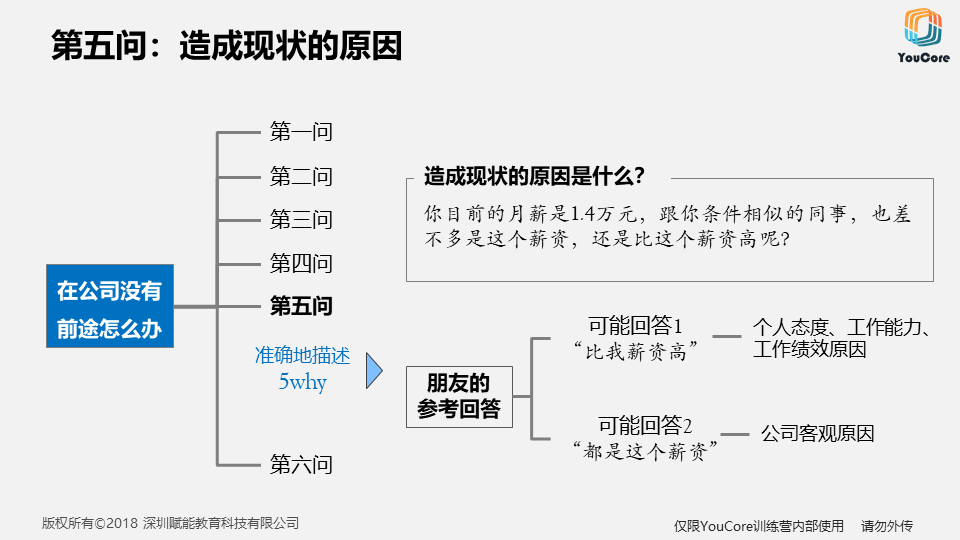 第五问：造成现状的原因
YouCore
第一问
第二问
第三问
第四问
第五问
第六问
在公司没有
前途怎么办
准确地描述
5why
造成现状的原因是什么？
你目前的月薪是1.4万元，跟你条件相似的同事，也差
不多是这个薪资，还是比这个薪资高呢？
朋友的
参考回答
可能回答1
“比我薪资高”
个人态度、工作能力、
工作绩效原因
可能回答2
“都是这个薪资”
公司客观原因
版权所有©2018 深圳赋能教育科技有限公司
仅限YouCore训练营内部使用 请勿外传